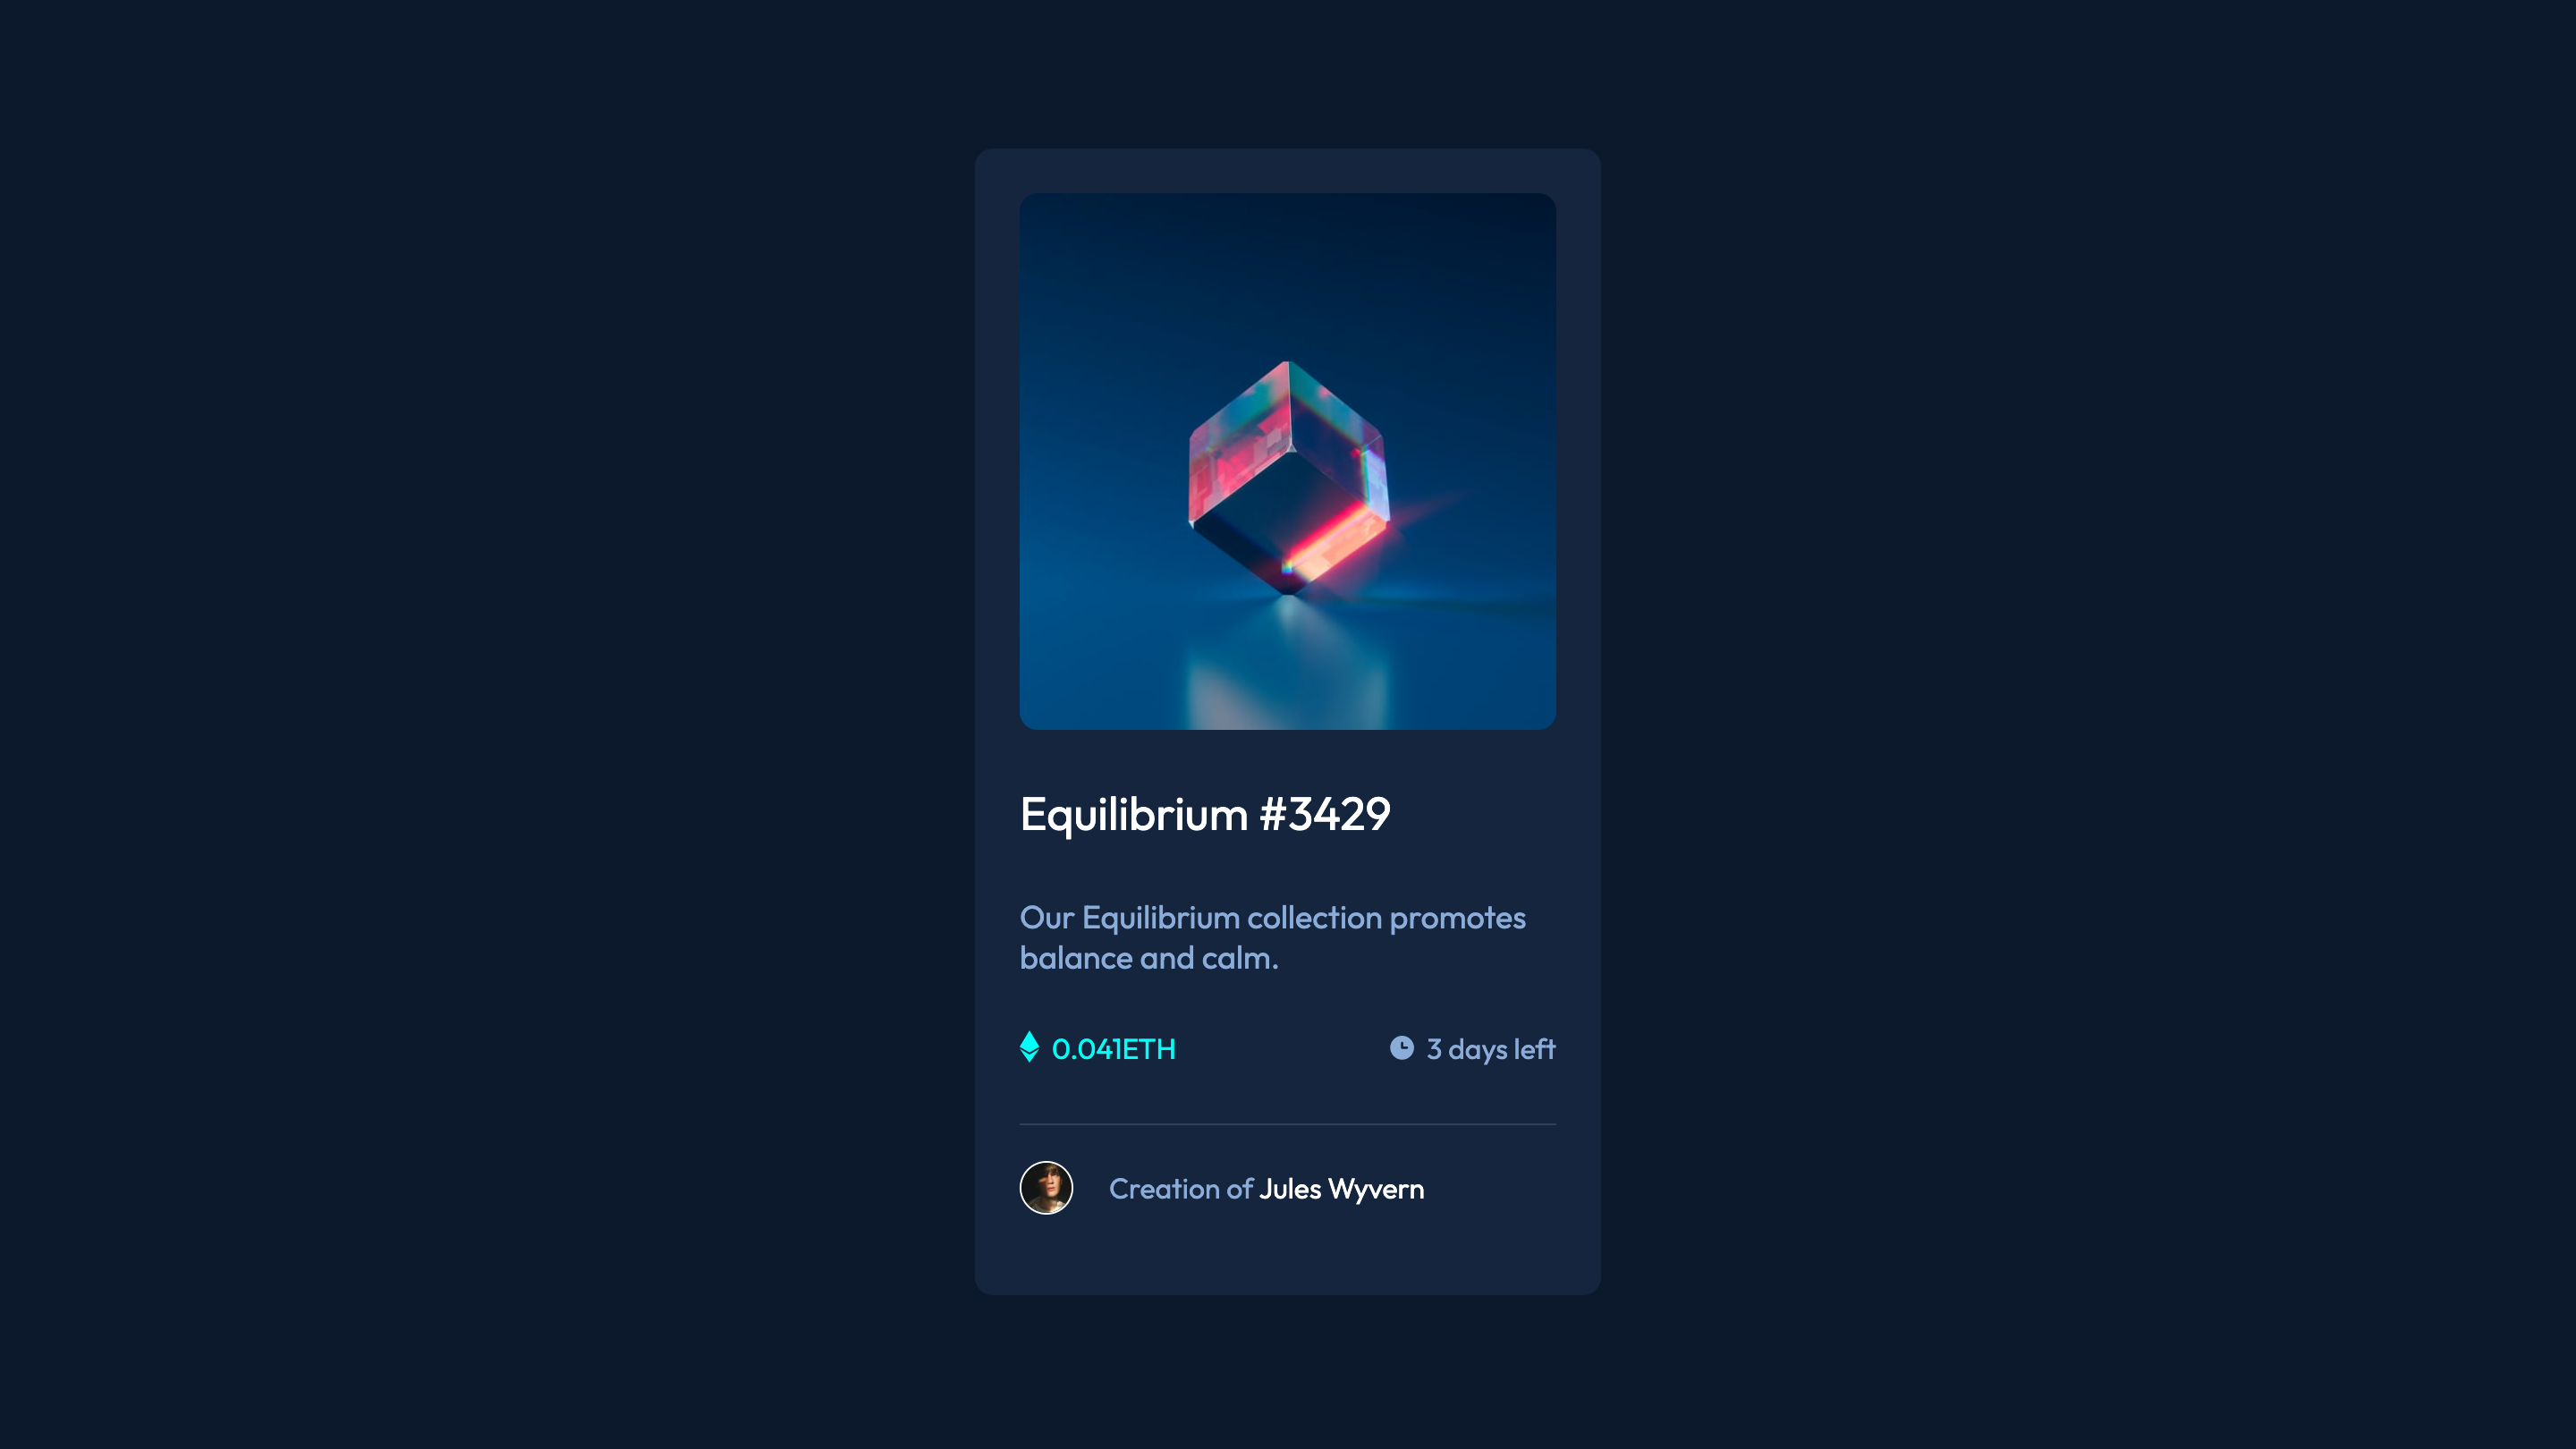 Equilibrium #3429
Our Equilibrium collection promotes
balance and calm.
0.041ETH
3 days left
Creation of Jules Wyvern